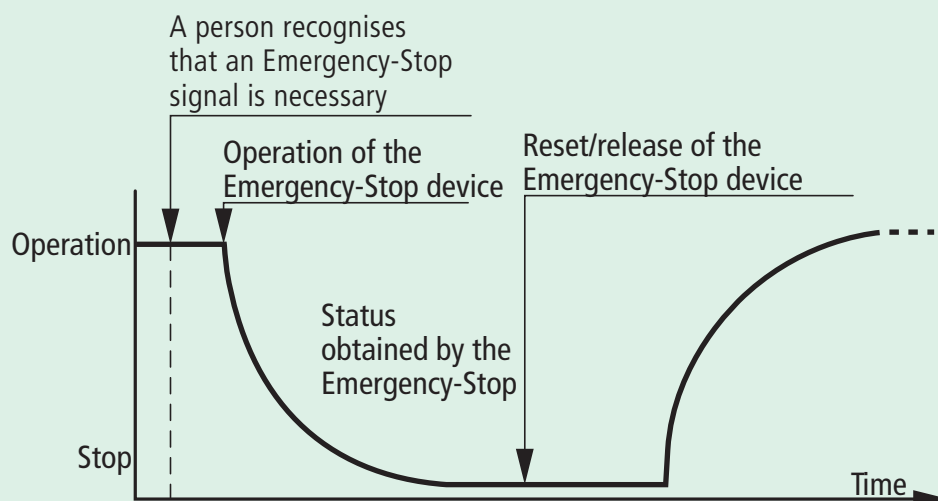 A person recognises
that an Emergency-Stop
signal is necessary
Operation of the
Emergency-Stop device
Reset/release of the
Emergency-Stop device
Operation
Status
obtained by the
Emergency-Stop
Stop
Time